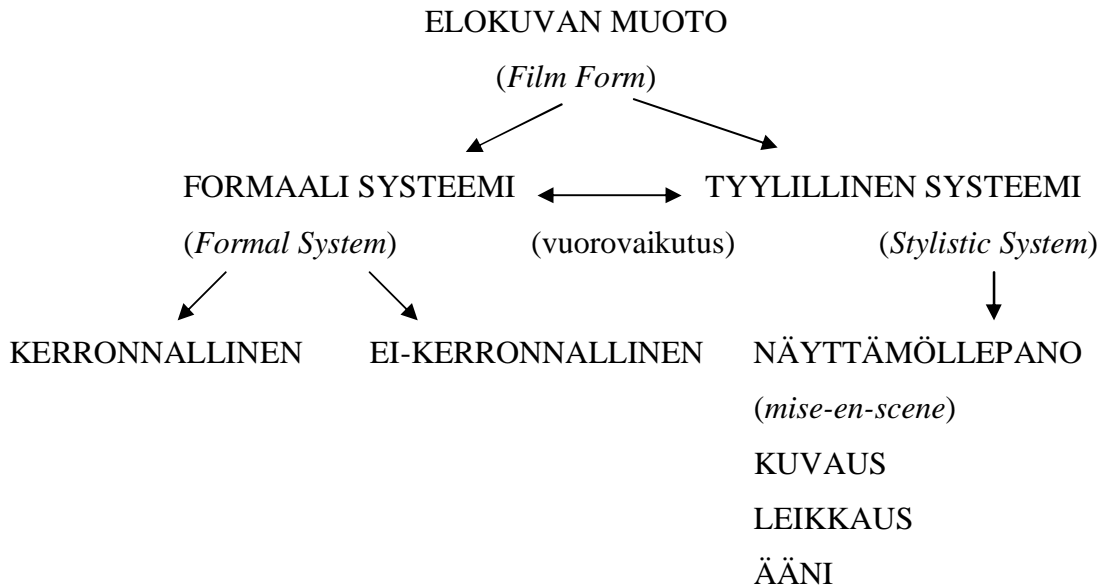 ELOKUVAN MUOTO
(Film Form)
FORMAALI SYSTEEMI TYYLILLINEN SYSTEEMI
(Formal System) (vuorovaikutus) (Stylistic System)
KERRONNALLINEN EI-KERRONNALLINEN NÄYTTÄMÖLLEPANO
(mise-en-scene)
KUVAUS
LEIKKAUS
ÄÄNI